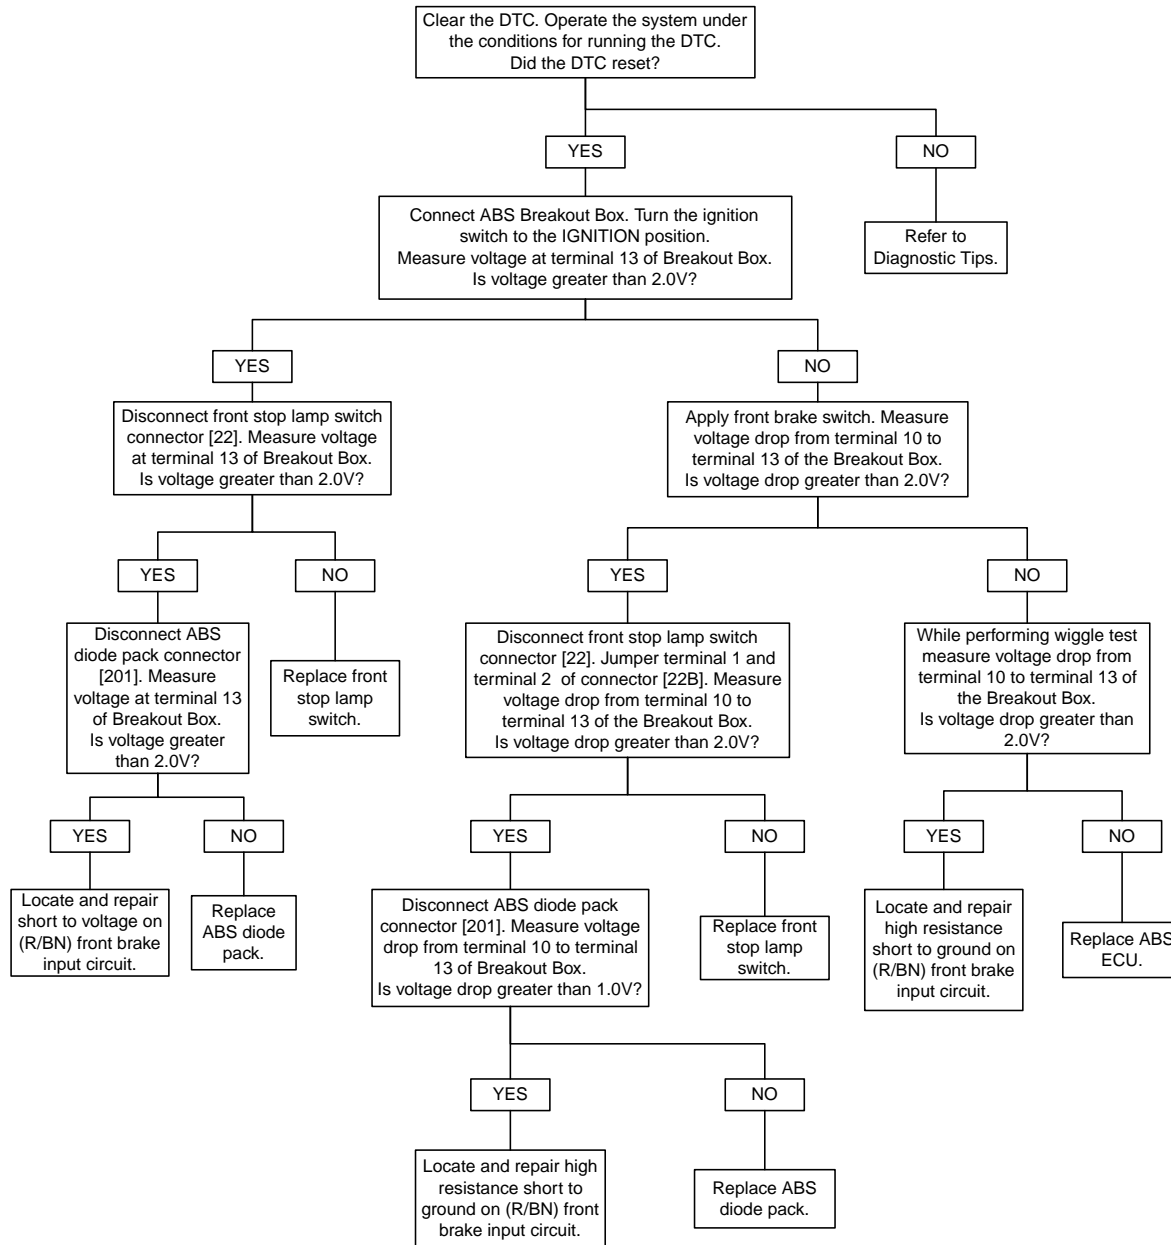 Clear the DTC. Operate the system under
the conditions for running the DTC.
Did the DTC reset?
YES
NO
Connect ABS Breakout Box. Turn the ignition
switch to the IGNITION position.
Measure voltage at terminal 13 of Breakout Box.
Is voltage greater than 2.0V?
Refer to
Diagnostic Tips.
YES
NO
Disconnect front stop lamp switch
connector [22]. Measure voltage
at terminal 13 of Breakout Box.
Is voltage greater than 2.0V?
Apply front brake switch. Measure
voltage drop from terminal 10 to
terminal 13 of the Breakout Box.
Is voltage drop greater than 2.0V?
YES
NO
YES
NO
Disconnect ABS
diode pack connector
[201]. Measure
voltage at terminal 13
of Breakout Box.
Is voltage greater
than 2.0V?
Replace front
stop lamp
switch.
Disconnect front stop lamp switch
connector [22]. Jumper terminal 1 and
terminal 2 of connector [22B]. Measure
voltage drop from terminal 10 to
terminal 13 of the Breakout Box.
Is voltage drop greater than 2.0V?
While performing wiggle test
measure voltage drop from
terminal 10 to terminal 13 of
the Breakout Box.
Is voltage drop greater than
2.0V?
YES
NO
YES
NO
YES
NO
Locate and repair
short to voltage on
(R/BN) front brake
input circuit.
Replace
ABS diode
pack.
Disconnect ABS diode pack
connector [201]. Measure voltage
drop from terminal 10 to terminal
13 of Breakout Box.
Is voltage drop greater than 1.0V?
Replace front
stop lamp
switch.
Locate and repair
high resistance
short to ground on
(R/BN) front brake
input circuit.
Replace ABS
ECU.
YES
NO
Locate and repair high
resistance short to
ground on (R/BN) front
brake input circuit.
Replace ABS
diode pack.